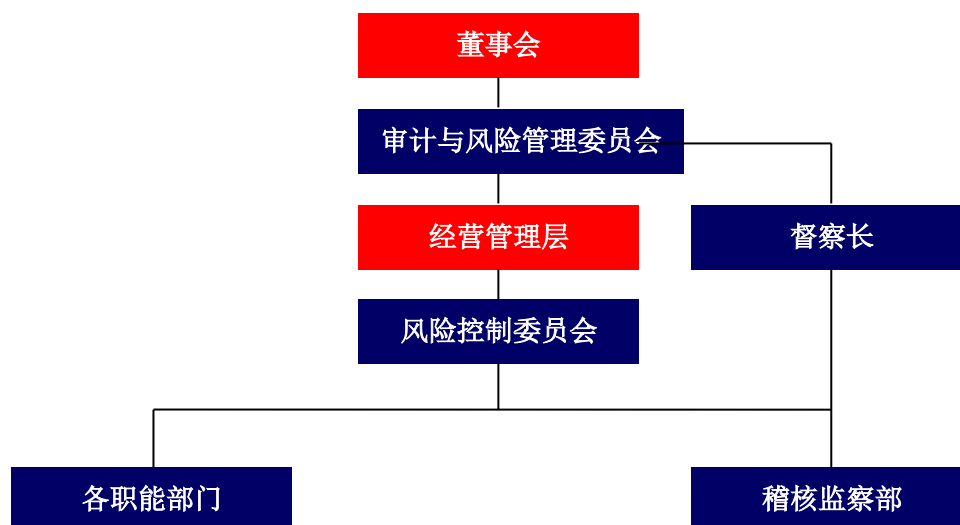 董事会
审计与风险管理委员会
经营管理层
督察长
风险控制委员会
各职能部门
稽核监察部